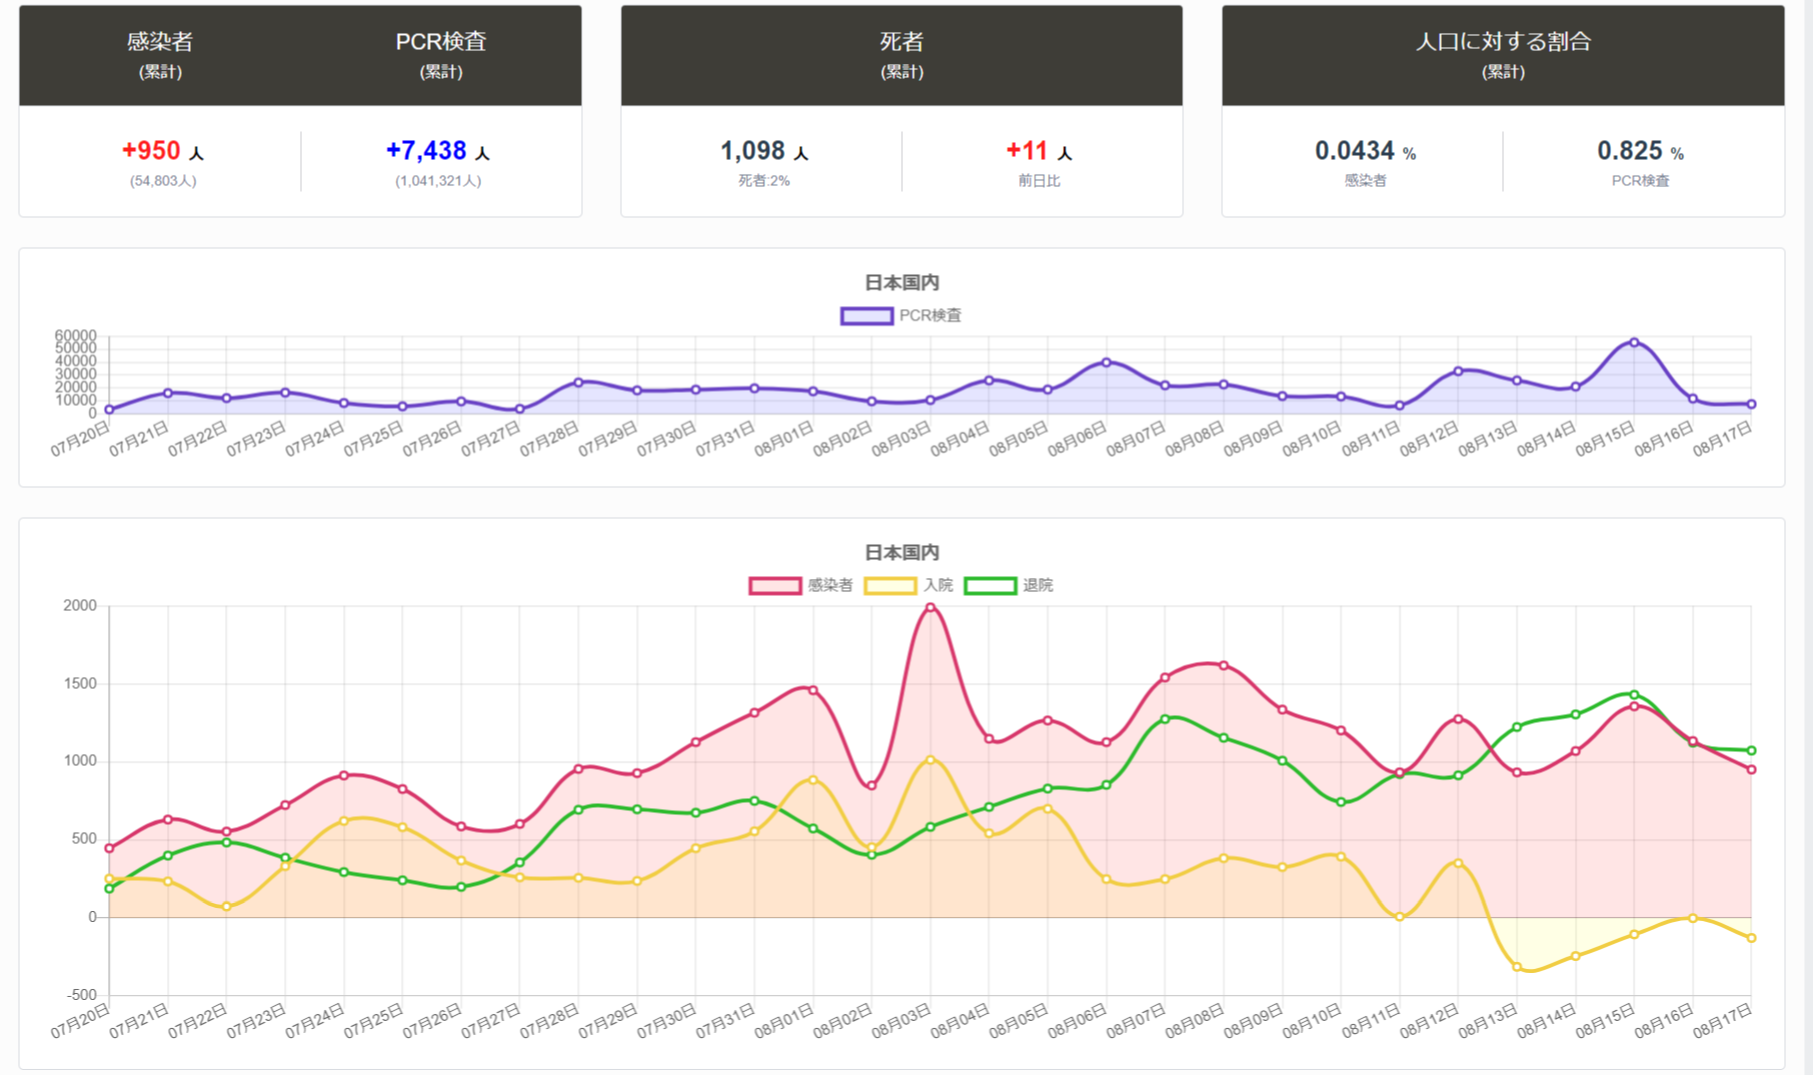 感染者
(累計)
PCR検査
(累計)
+950 人
(54,803人)
+7,438 人
(1,041,321人)
死者
(累計)
1,098 人
死者:2%
+11 人
前日比
人口に対する割合
(累計)
0.0434 %
感染者
0.825 %
PCR検査
日本国内
PCR検査
60000
50000
40000
30000
20000
10000
0
07月20日 07月21日 07月22日 07月23日 07月24日 07月25日 07月26日 07月27日 07月28日 07月29日 07月30日 07月31日 08月01日 08月02日 08月03日 08月04日 08月05日 08月06日 08月07日 08月08日 08月09日 08月10日 08月11日 08月12日 08月13日 08月14日 08月15日 08月16日 08月17日
日本国内
感染者 入院 退院
2000
1500
1000
500
0
-500
07月20日 07月21日 07月22日 07月23日 07月24日 07月25日 07月26日 07月27日 07月28日 07月29日 07月30日 07月31日 08月01日 08月02日 08月03日 08月04日 08月05日 08月06日 08月07日 08月08日 08月09日 08月10日 08月11日 08月12日 08月13日 08月14日 08月15日 08月16日 08月17日